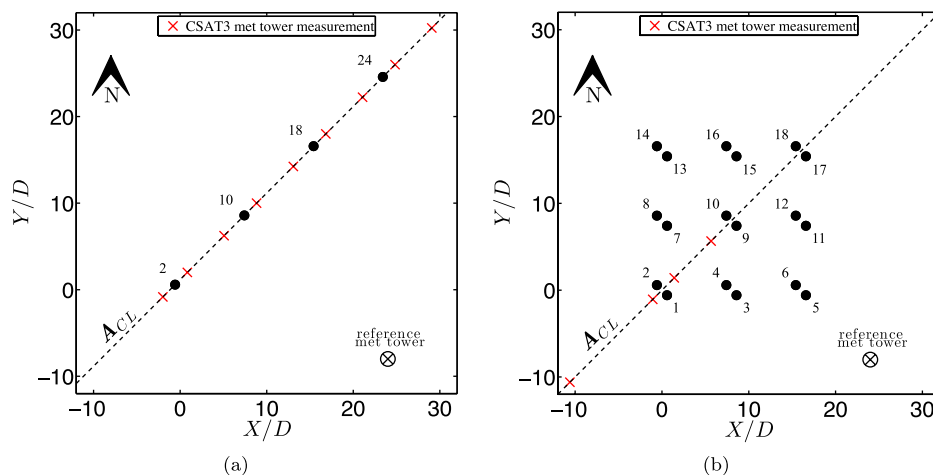 CSAT3 met tower measurement
30
24
N
20
18
Y/D
10
10
2
0
A_CL
reference
met tower
−10
−10 0 10 20 30
X/D
(a)
CSAT3 met tower measurement
30
N
20
14 16 18
13 15 17
Y/D
10
8 10 12
7 9 11
2 4 6
0
1 3 5
A_CL
reference
met tower
−10
−10 0 10 20 30
X/D
(b)